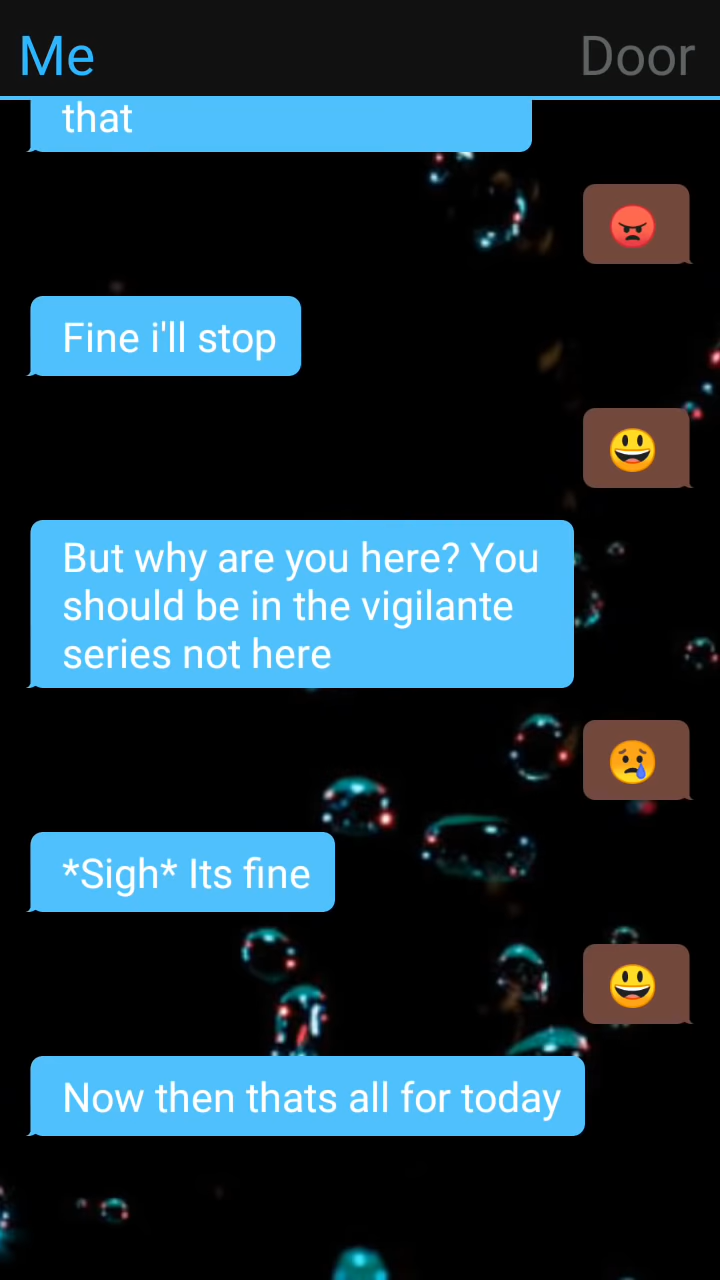 Me
Door
that
😡
Fine i'll stop
😃
But why are you here? You
should be in the vigilante
series not here
😢
*Sigh* Its fine
😃
Now then thats all for today